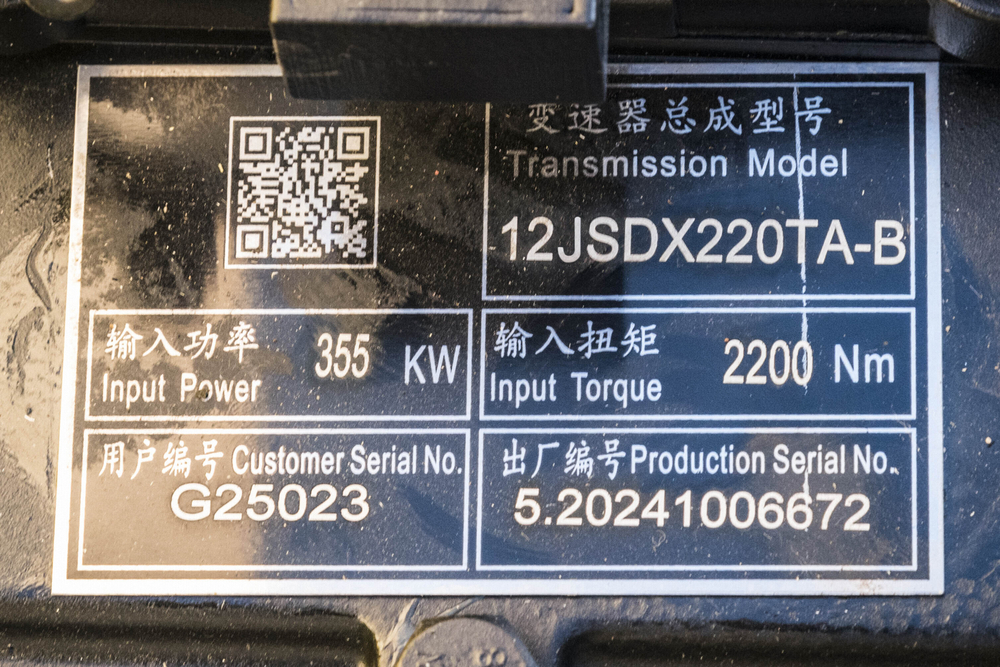 变速器总成型号
Transmission Model
12JSDX220TA-B
输入功率
Input Power
355 KW
输入扭矩
Input Torque
2200 Nm
用户编号 Customer Serial No.
G25023
出厂编号 Production Serial No.
5.20241006672